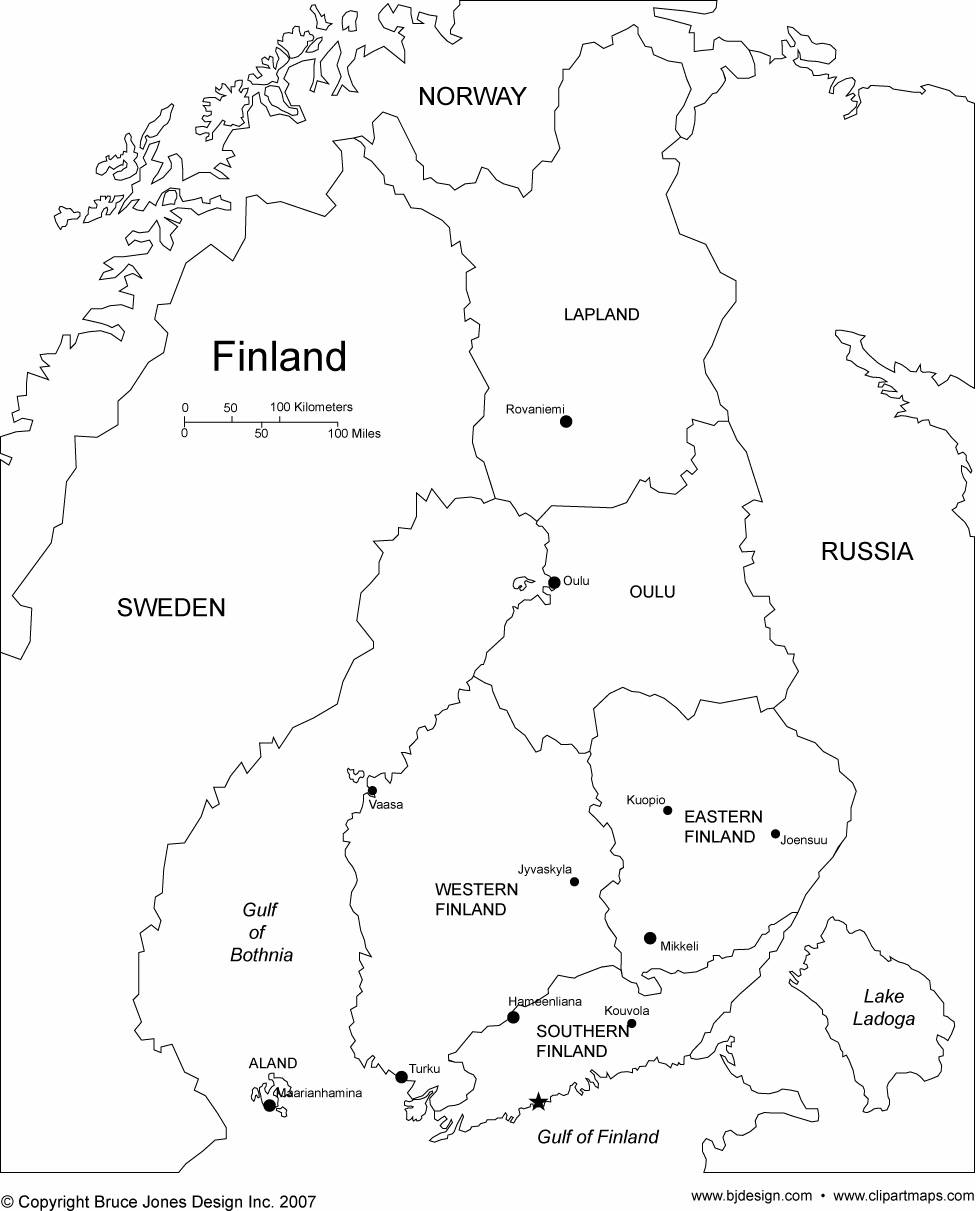 NORWAY
LAPLAND
Finland
0 50 100 Kilometers
0 50 100 Miles
Rovaniemi
RUSSIA
Oulu
OULU
SWEDEN
Kuopio
Vaasa
EASTERN
FINLAND
Joensuu
Jyvaskyla
WESTERN
FINLAND
Gulf
of
Bothnia
Mikkeli
Lake
Ladoga
Hameenliana
Kouvola
SOUTHERN
FINLAND
ALAND
Turku
Maarianhamina
Gulf of Finland
© Copyright Bruce Jones Design Inc. 2007
www.bjdesign.com • www.clipartmaps.com